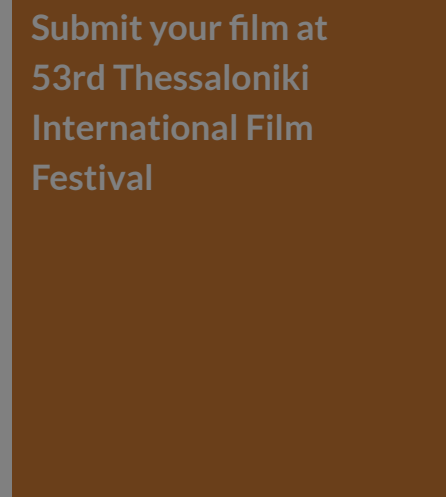 Submit your film at
53rd Thessaloniki
International Film
Festival